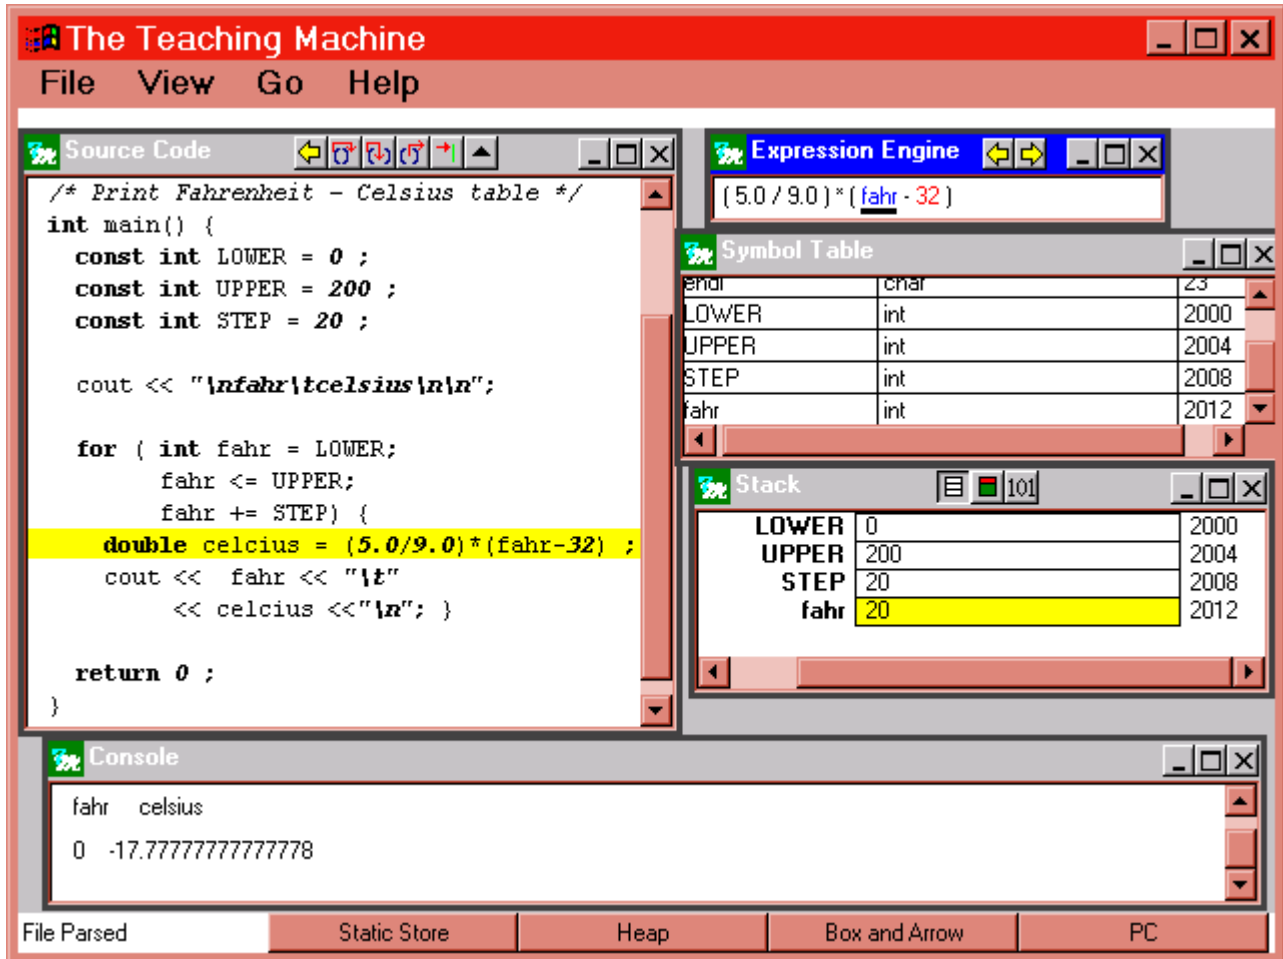 The Teaching Machine
File View Go Help
Source Code
/* Print Fahrenheit – Celsius table */
int main() {
const int LOWER = 0 ;
const int UPPER = 200 ;
const int STEP = 20 ;
cout << "\nfahr\tcelsius\n\n";
for ( int fahr = LOWER;
fahr <= UPPER;
fahr += STEP) {
double celcius = (5.0/9.0)*(fahr-32) ;
cout << fahr << "\t"
<< celcius <<"\n"; }
return 0 ;
}
Expression Engine
( 5.0 / 9.0 ) * ( fahr - 32 )
Symbol Table
endl char 23
LOWER int 2000
UPPER int 2004
STEP int 2008
fahr int 2012
Stack 101
LOWER 0 2000
UPPER 200 2004
STEP 20 2008
fahr 20 2012
Console
fahr celsius
0 -17.77777777777778
File Parsed Static Store Heap Box and Arrow PC